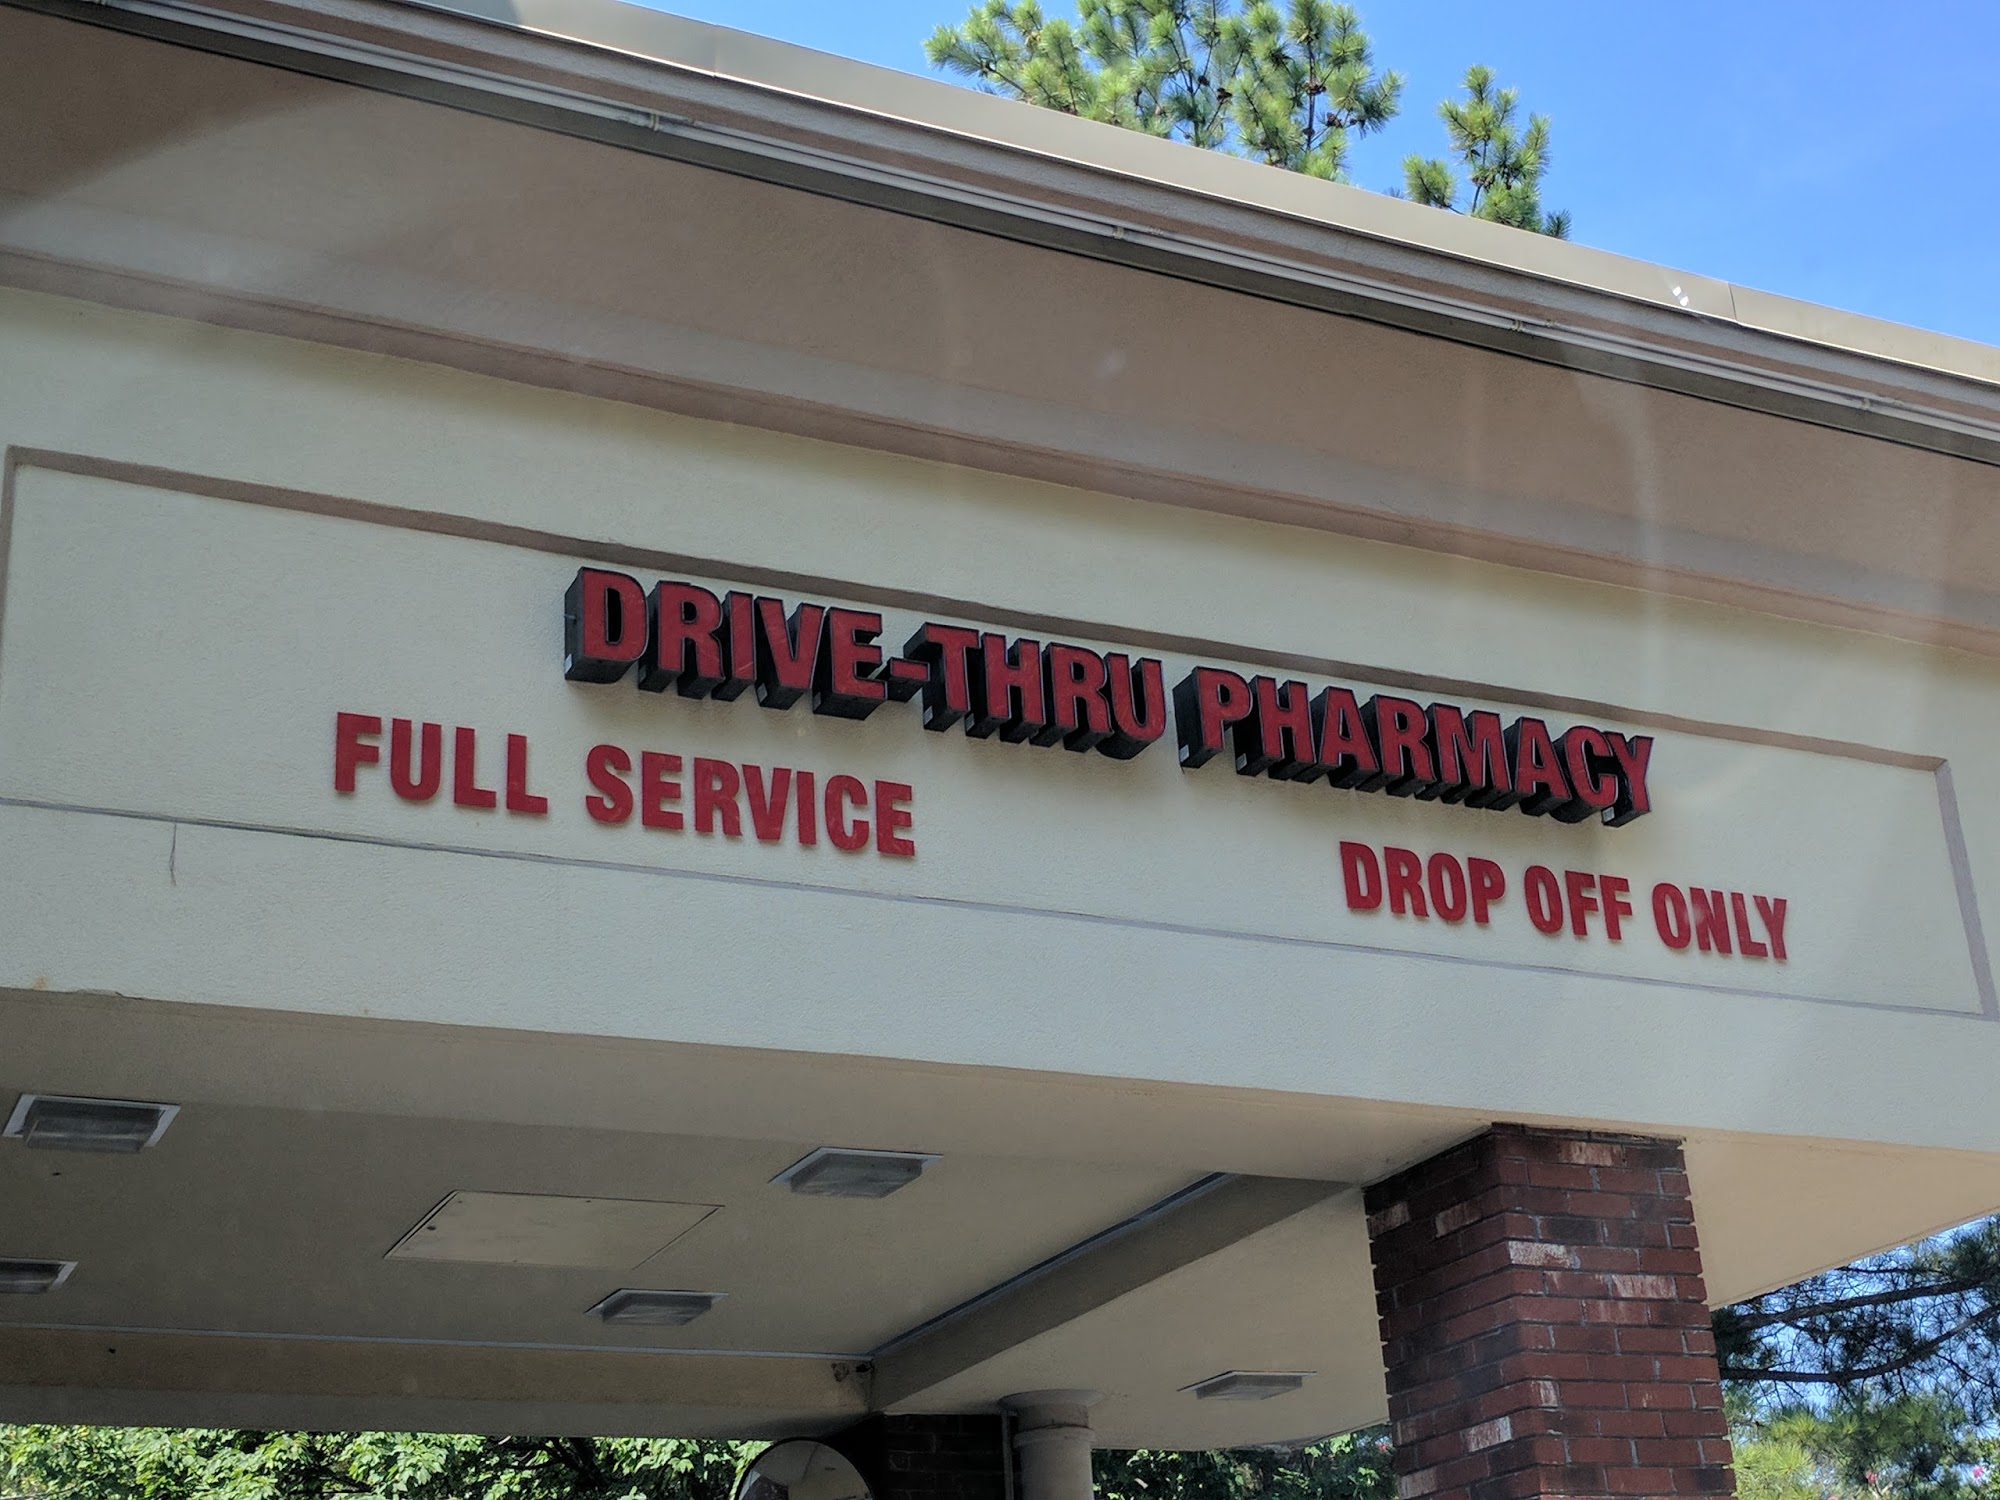 DRIVE-THRU PHARMACY
FULL SERVICE
DROP OFF ONLY